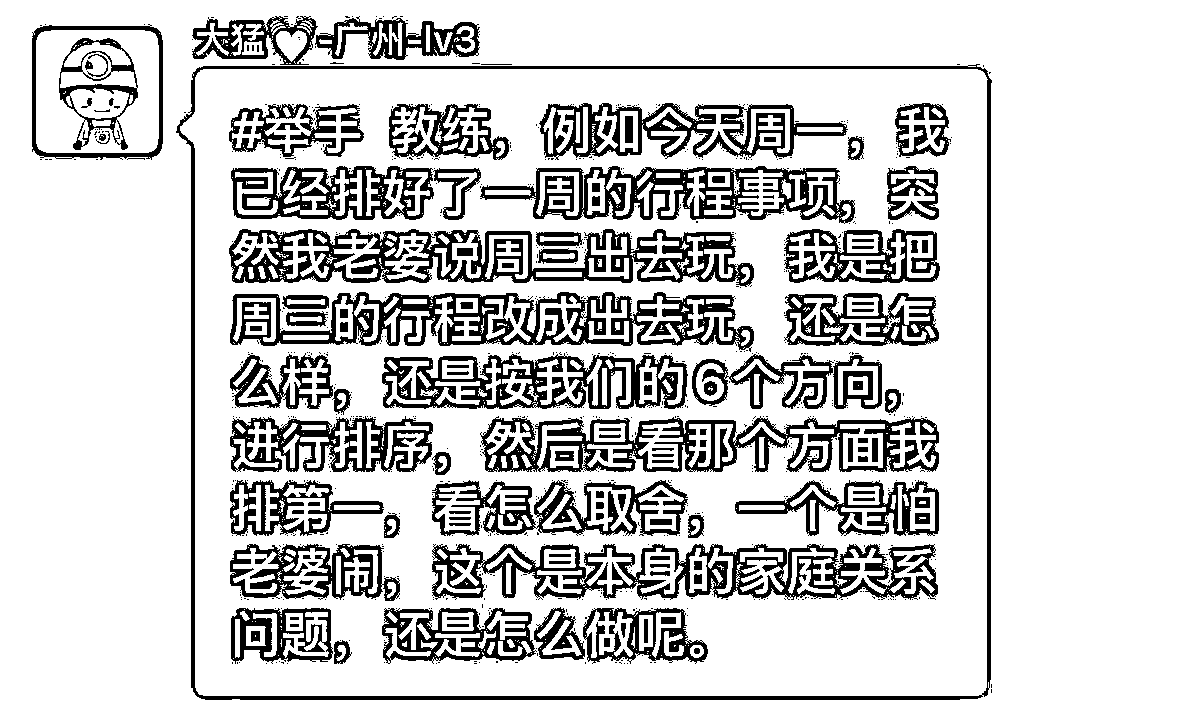 大猛♡-广州-lv3
#举手 教练，例如今天周一，我
已经排好了一周的行程事项，突
然我老婆说周三出去玩，我是把
周三的行程改成出去玩，还是怎
么样，还是按我们的6个方向，
进行排序，然后是看那个方面我
排第一，看怎么取舍，一个是怕
老婆闹，这个是本身的家庭关系
问题，还是怎么做呢。